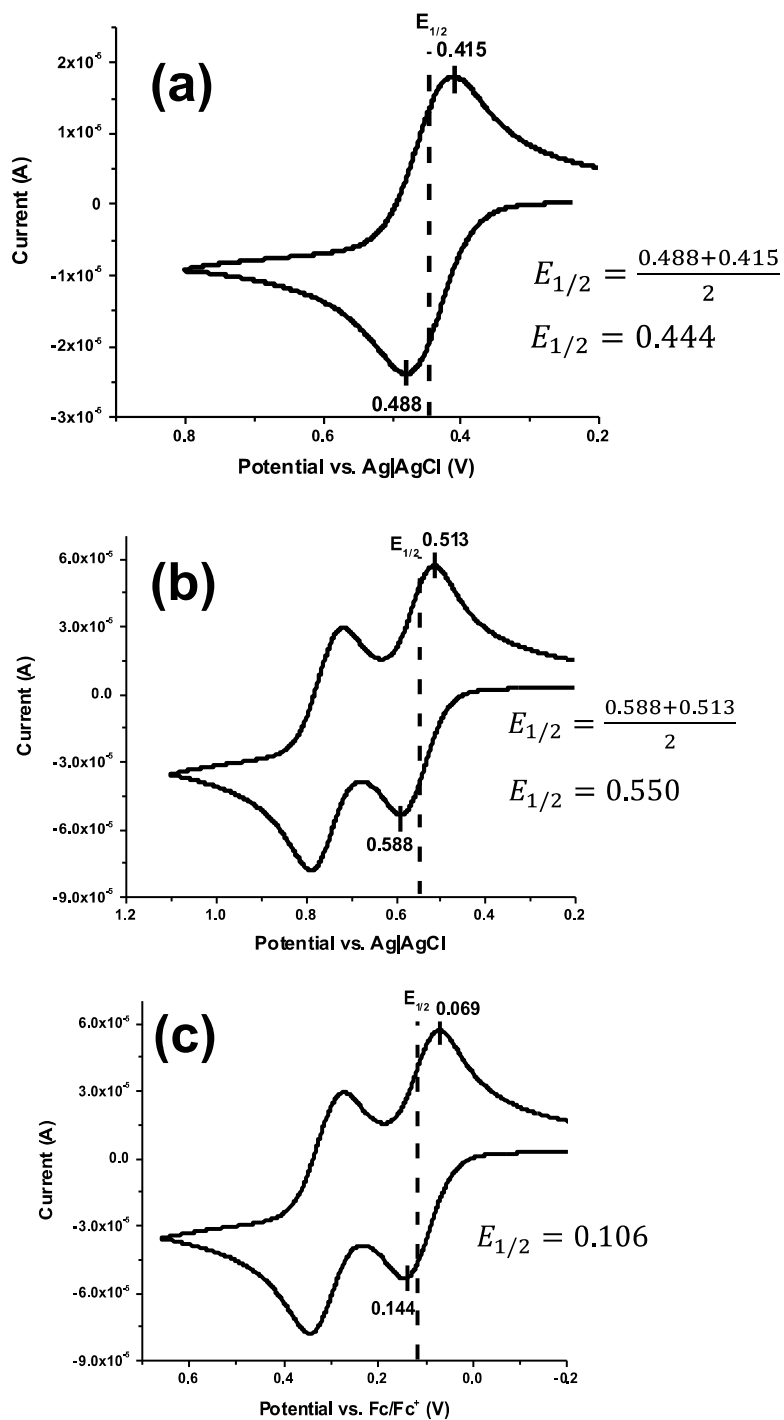 (a)
E1/2
0.415
2x10-5
1x10-5
0
-1x10-5
-2x10-5
-3x10-5
Current (A)
0.488
0.8
0.6
0.4
0.2
Potential vs. Ag|AgCl (V)
E1/2 = 0.488+0.415/2
E1/2 = 0.444
(b)
E1/2
0.513
6.0x10-5
3.0x10-5
0.0
-3.0x10-5
-6.0x10-5
-9.0x10-5
Current (A)
0.588
1.2
1.0
0.8
0.6
0.4
0.2
Potential vs. Ag|AgCl
E1/2 = 0.588+0.513/2
E1/2 = 0.550
(c)
E1/2
0.069
6.0x10-5
3.0x10-5
0.0
-3.0x10-5
-6.0x10-5
-9.0x10-5
Current (A)
0.144
0.6
0.4
0.2
0.0
-0.2
Potential vs. Fc/Fc+ (V)
E1/2 = 0.106